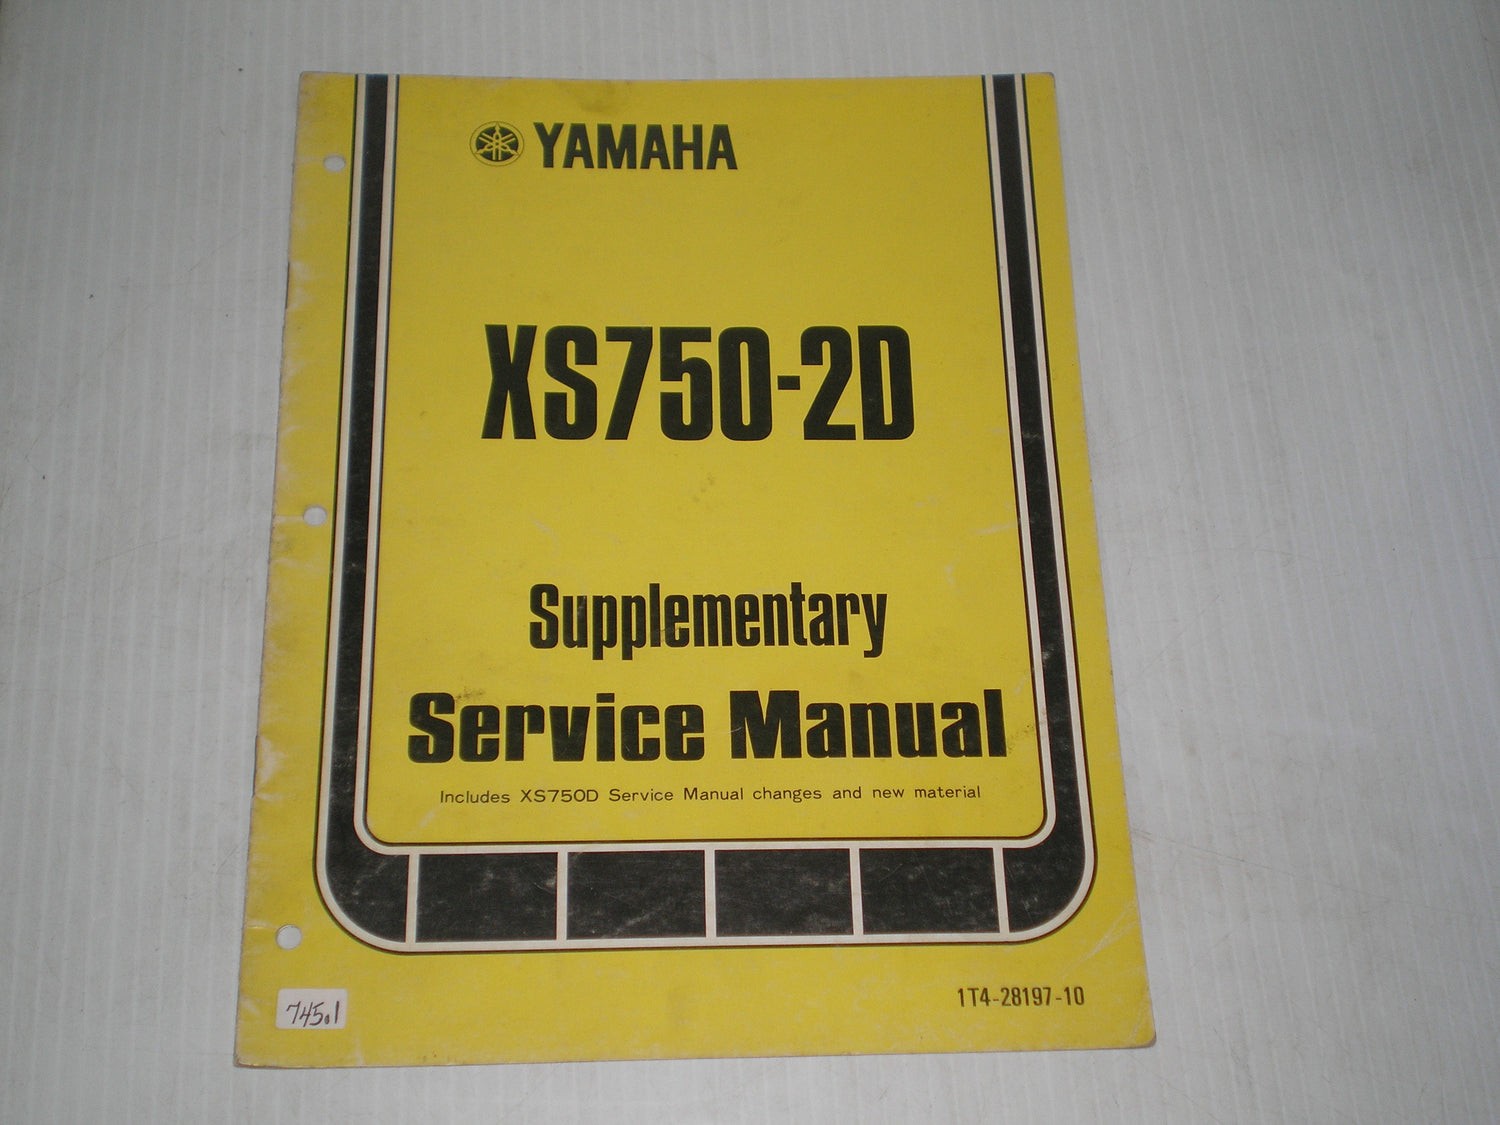 YAMAHA
XS750-2D
Supplementary
Service Manual
Includes XS750D Service Manual changes and new material
1T4-28197-10
745.1